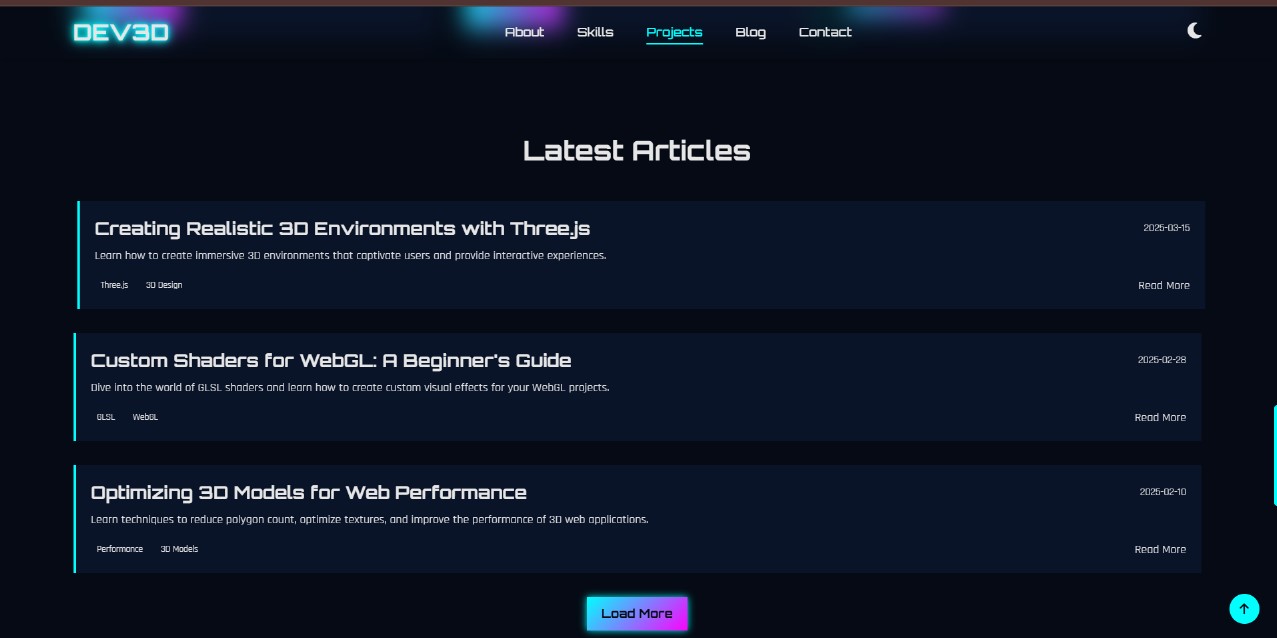 DEV3D
About Skills Projects Blog Contact
Latest Articles
Creating Realistic 3D Environments with Three.js
2025-03-15
Learn how to create immersive 3D environments that captivate users and provide interactive experiences.
Three.js 3D Design
Read More
Custom Shaders for WebGL: A Beginner's Guide
2025-02-28
Dive into the world of GLSL shaders and learn how to create custom visual effects for your WebGL projects.
GLSL WebGL
Read More
Optimizing 3D Models for Web Performance
2025-02-10
Learn techniques to reduce polygon count, optimize textures, and improve the performance of 3D web applications.
Performance 3D Models
Read More
Load More